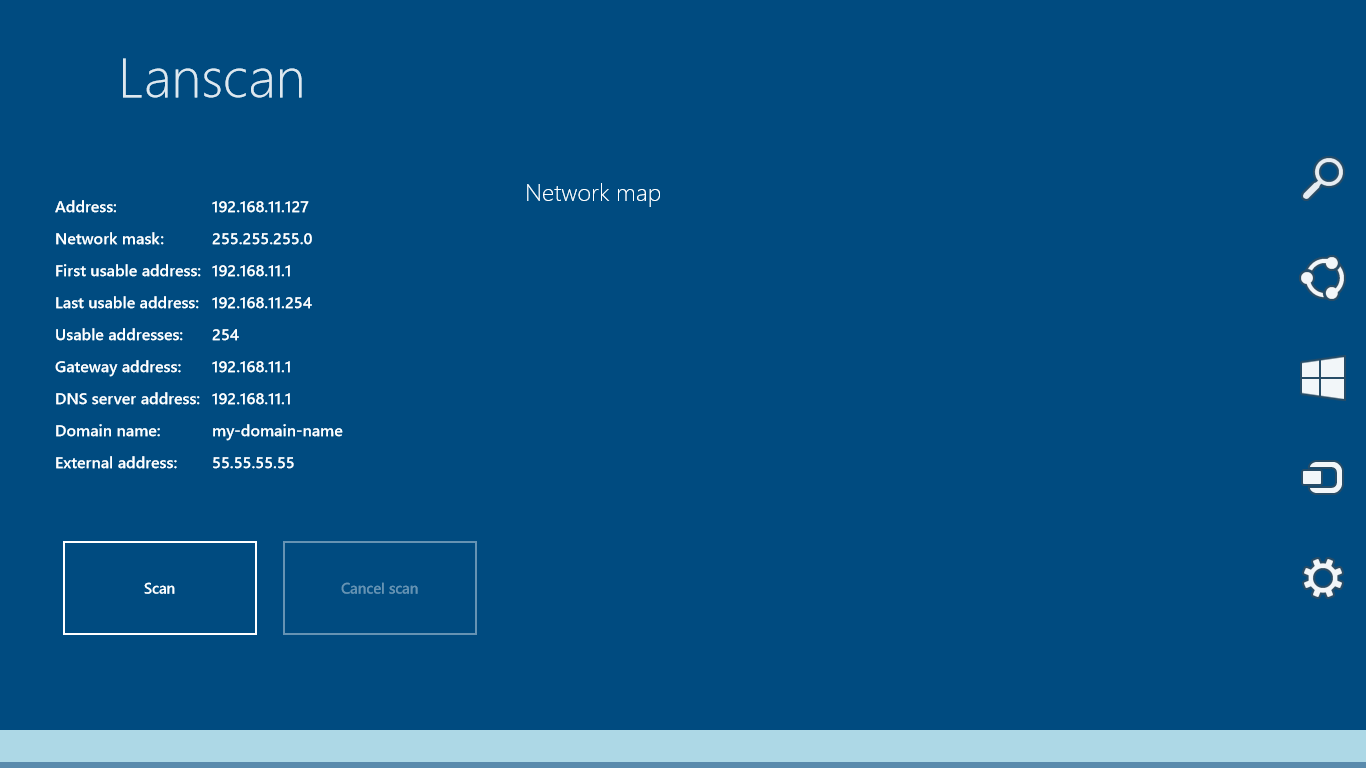 Lanscan
Network map
Address: 192.168.11.127
Network mask: 255.255.255.0
First usable address: 192.168.11.1
Last usable address: 192.168.11.254
Usable addresses: 254
Gateway address: 192.168.11.1
DNS server address: 192.168.11.1
Domain name: my-domain-name
External address: 55.55.55.55
Scan
Cancel scan